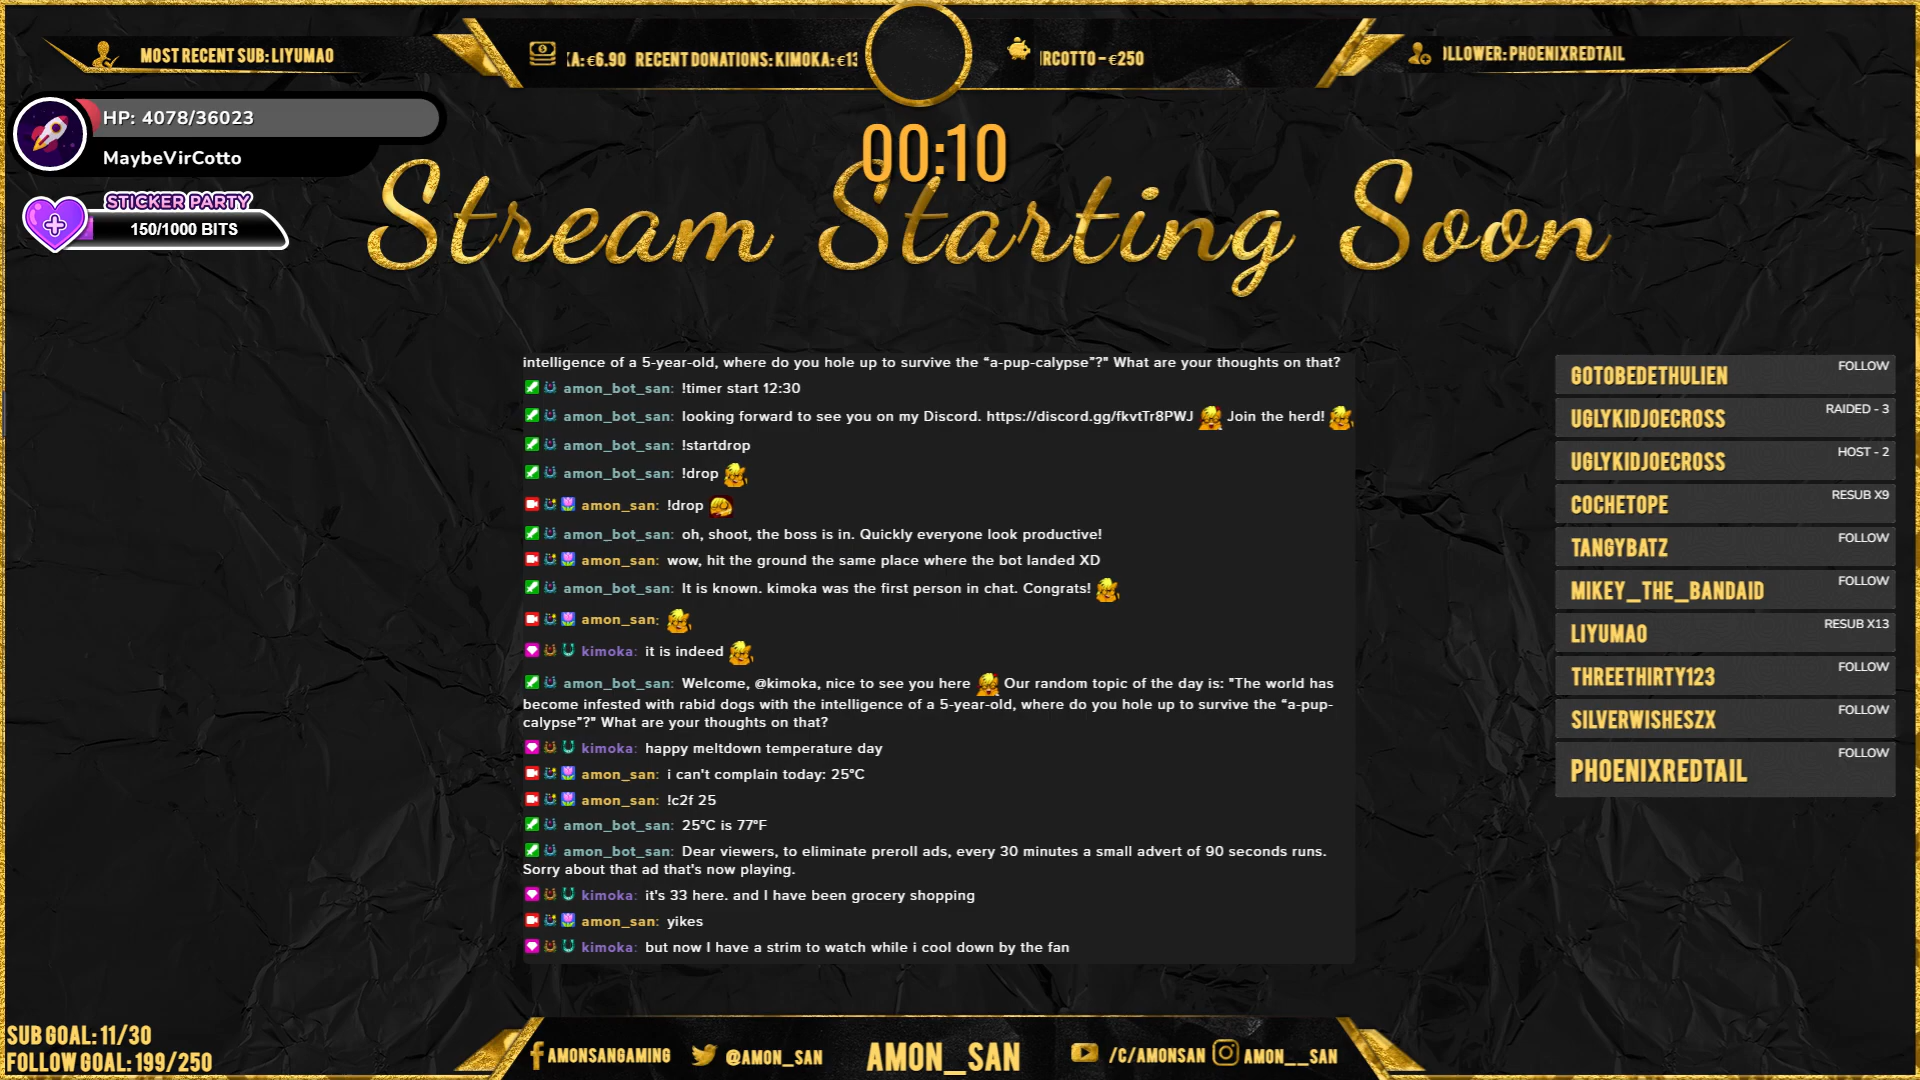 MOST RECENT SUB: LIYUMAO
KA: €6.90 RECENT DONATIONS: KIMOKA: €13
IRCOTTO - €250
OLLOWER: PHOENIXREDTAIL
HP: 4078/36023
MaybeVirCotto
STICKER PARTY
150/1000 BITS
00:10
Stream Starting Soon
intelligence of a 5-year-old, where do you hole up to survive the “a-pup-calypse”?" What are your thoughts on that?
amon_bot_san: !timer start 12:30
amon_bot_san: looking forward to see you on my Discord. https://discord.gg/fkvtTr8PWJ Join the herd!
amon_bot_san: !startdrop
amon_bot_san: !drop
amon_san: !drop
amon_bot_san: oh, shoot, the boss is in. Quickly everyone look productive!
amon_san: wow, hit the ground the same place where the bot landed XD
amon_bot_san: It is known. kimoka was the first person in chat. Congrats!
amon_san:
kimoka: it is indeed
amon_bot_san: Welcome, @kimoka, nice to see you here Our random topic of the day is: "The world has
become infested with rabid dogs with the intelligence of a 5-year-old, where do you hole up to survive the “a-pup-
calypse”?" What are your thoughts on that?
kimoka: happy meltdown temperature day
amon_san: i can't complain today: 25°C
amon_san: !c2f 25
amon_bot_san: 25°C is 77°F
amon_bot_san: Dear viewers, to eliminate preroll ads, every 30 minutes a small advert of 90 seconds runs.
Sorry about that ad that's now playing.
kimoka: it's 33 here. and I have been grocery shopping
amon_san: yikes
kimoka: but now I have a strim to watch while i cool down by the fan
GOTOBEDETHULIEN FOLLOW
UGLYKIDJOECROSS RAIDED - 3
UGLYKIDJOECROSS HOST - 2
COCHETOPE RESUB X9
TANGYBATZ FOLLOW
MIKEY_THE_BANDAID FOLLOW
LIYUMAO RESUB X13
THREETHIRTY123 FOLLOW
SILVERWISHESZX FOLLOW
PHOENIXREDTAIL FOLLOW
SUB GOAL: 11/30
FOLLOW GOAL: 199/250
AMONSANGAMING
@AMON_SAN
AMON_SAN
/C/AMONSAN
AMON__SAN